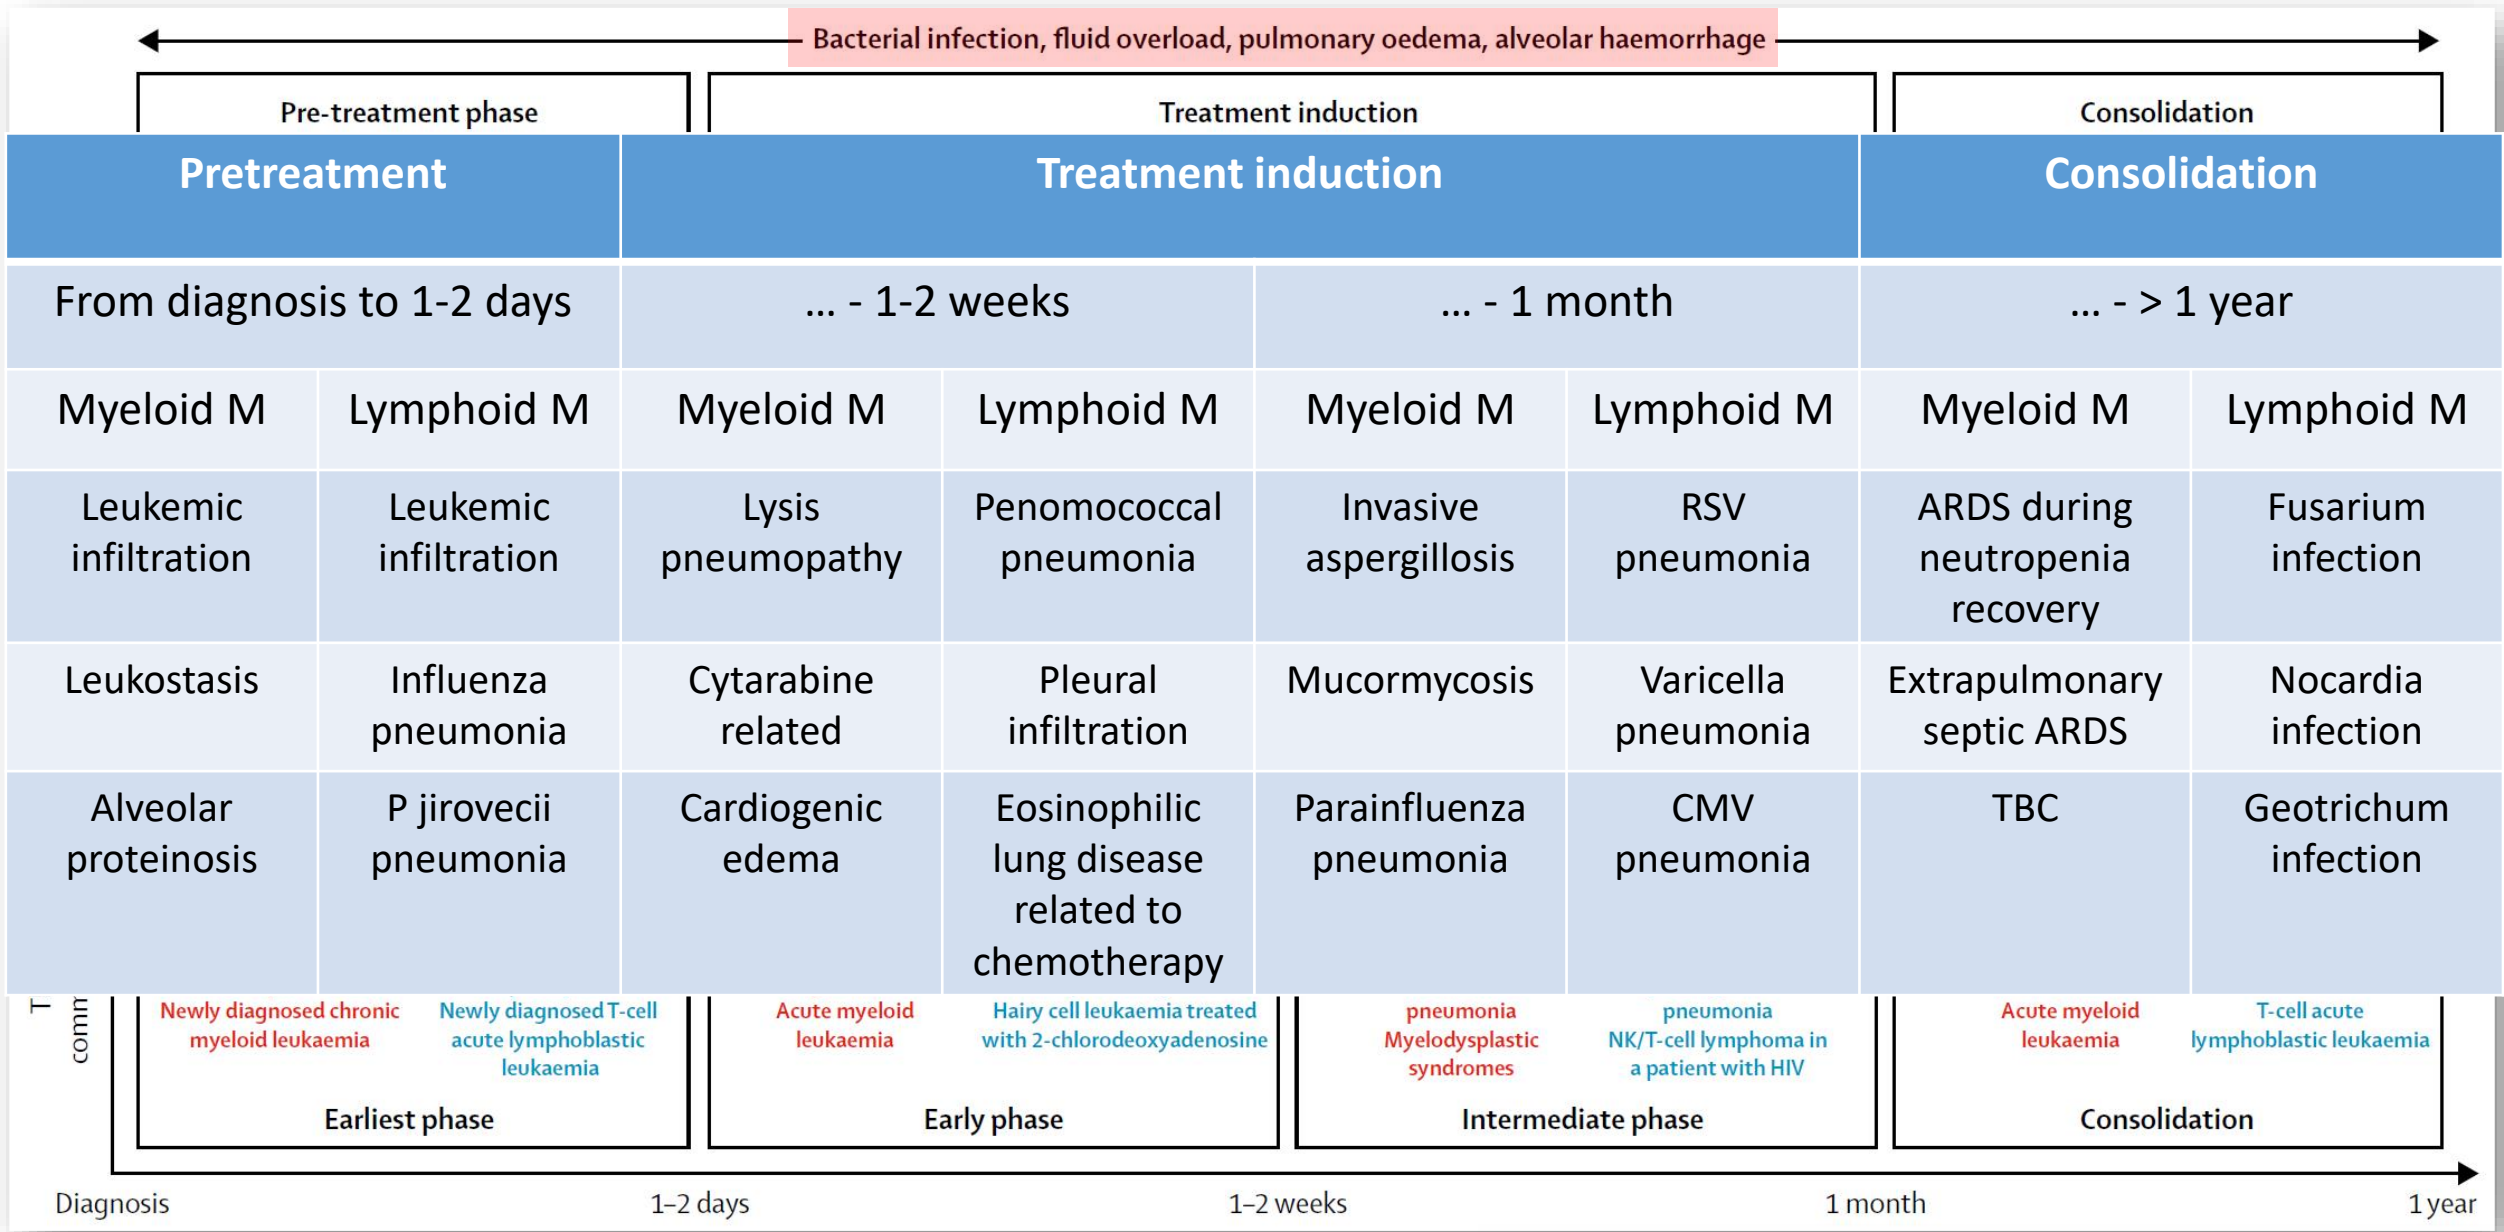 Bacterial infection, fluid overload, pulmonary oedema, alveolar haemorrhage
Pre-treatment phase
Treatment induction
Consolidation
Pretreatment
Treatment induction
Consolidation
From diagnosis to 1-2 days
... - 1-2 weeks
... - 1 month
... - > 1 year
Myeloid M
Lymphoid M
Myeloid M
Lymphoid M
Myeloid M
Lymphoid M
Myeloid M
Lymphoid M
Leukemic
infiltration
Leukemic
infiltration
Lysis
pneumopathy
Penomococcal
pneumonia
Invasive
aspergillosis
RSV
pneumonia
ARDS during
neutropenia
recovery
Fusarium
infection
Leukostasis
Influenza
pneumonia
Cytarabine
related
Pleural
infiltration
Mucormycosis
Varicella
pneumonia
Extrapulmonary
septic ARDS
Nocardia
infection
Alveolar
proteinosis
P jirovecii
pneumonia
Cardiogenic
edema
Eosinophilic
lung disease
related to
chemotherapy
Parainfluenza
pneumonia
CMV
pneumonia
TBC
Geotrichum
infection
Newly diagnosed chronic
myeloid leukaemia
Newly diagnosed T-cell
acute lymphoblastic
leukaemia
Acute myeloid
leukaemia
Hairy cell leukaemia treated
with 2-chlorodeoxyadenosine
pneumonia
Myelodysplastic
syndromes
pneumonia
NK/T-cell lymphoma in
a patient with HIV
Acute myeloid
leukaemia
T-cell acute
lymphoblastic leukaemia
Earliest phase
Early phase
Intermediate phase
Consolidation
Diagnosis
1–2 days
1–2 weeks
1 month
1 year